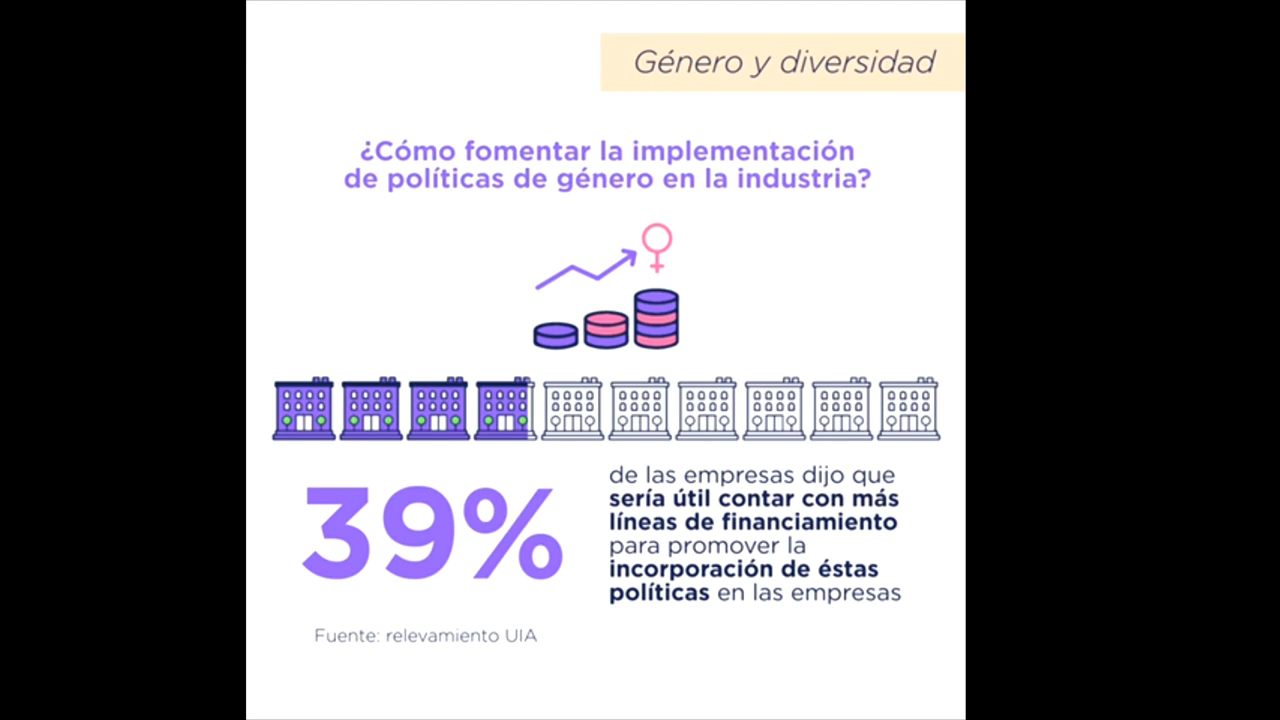 Género y diversidad
¿Cómo fomentar la implementación
de políticas de género en la industria?
39%
de las empresas dijo que
sería útil contar con más
líneas de financiamiento
para promover la
incorporación de éstas
políticas en las empresas
Fuente: relevamiento UIA